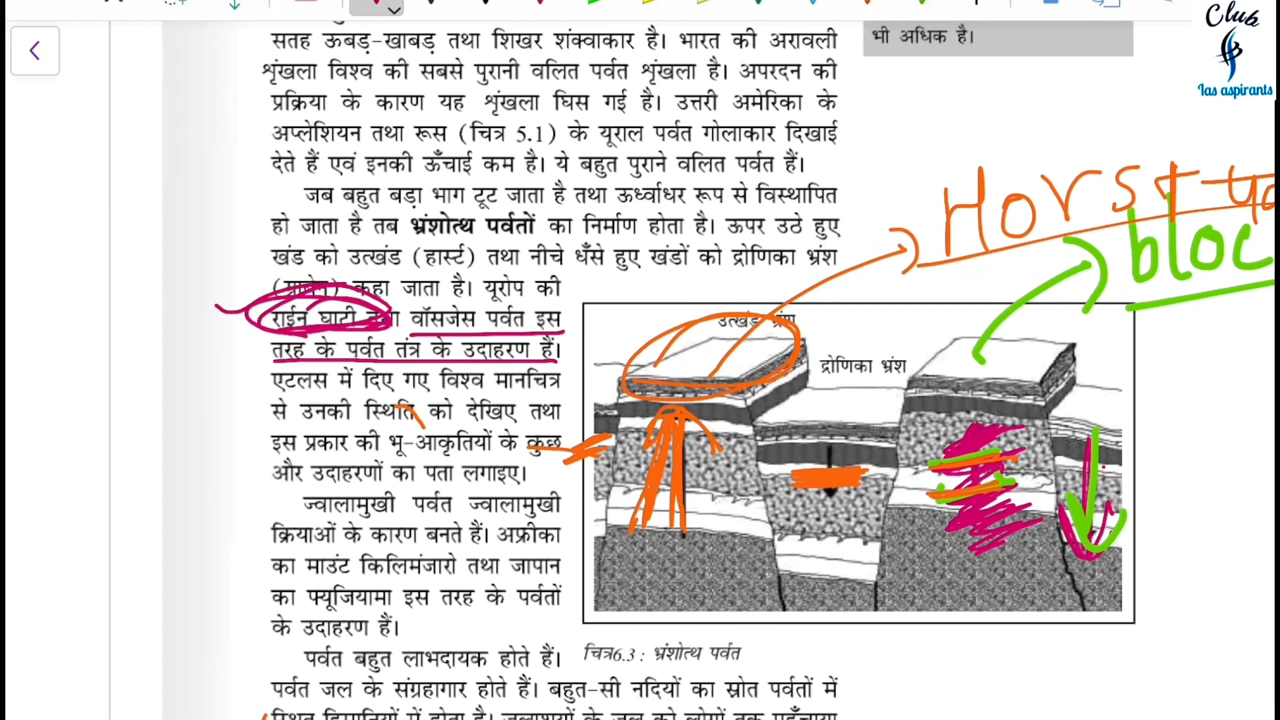 सतह ऊबड़-खाबड़ तथा शिखर शंक्वाकार है। भारत की अरावली
शृंखला विश्व की सबसे पुरानी वलित पर्वत शृंखला है। अपरदन की
प्रक्रिया के कारण यह शृंखला घिस गई है। उत्तरी अमेरिका के
अप्लेशियन तथा रूस (चित्र 5.1) के यूराल पर्वत गोलाकार दिखाई
देते हैं एवं इनकी ऊँचाई कम है। ये बहुत पुराने वलित पर्वत हैं।
जब बहुत बड़ा भाग टूट जाता है तथा ऊर्ध्वाधर रूप से विस्थापित
हो जाता है तब भ्रंशोत्थ पर्वतों का निर्माण होता है। ऊपर उठे हुए
खंड को उत्खंड (हार्स्ट) तथा नीचे धँसे हुए खंडों को द्रोणिका भ्रंश
(ग्राबेन) कहा जाता है। यूरोप की
राईन घाटी तथा वॉसजेस पर्वत इस
तरह के पर्वत तंत्र के उदाहरण हैं।
एटलस में दिए गए विश्व मानचित्र
से उनकी स्थिति को देखिए तथा
इस प्रकार की भू-आकृतियों के कुछ
और उदाहरणों का पता लगाइए।
ज्वालामुखी पर्वत ज्वालामुखी
क्रियाओं के कारण बनते हैं। अफ्रीका
का माउंट किलिमंजारो तथा जापान
का फ्यूजियामा इस तरह के पर्वतों
के उदाहरण हैं।
पर्वत बहुत लाभदायक होते हैं।
पर्वत जल के संग्रहागार होते हैं। बहुत-सी नदियों का स्रोत पर्वतों में
भी अधिक है।
Club
Ias aspirants
Horst
bloc
उत्खंड भ्रंश
द्रोणिका भ्रंश
चित्र6.3 : भ्रंशोत्थ पर्वत